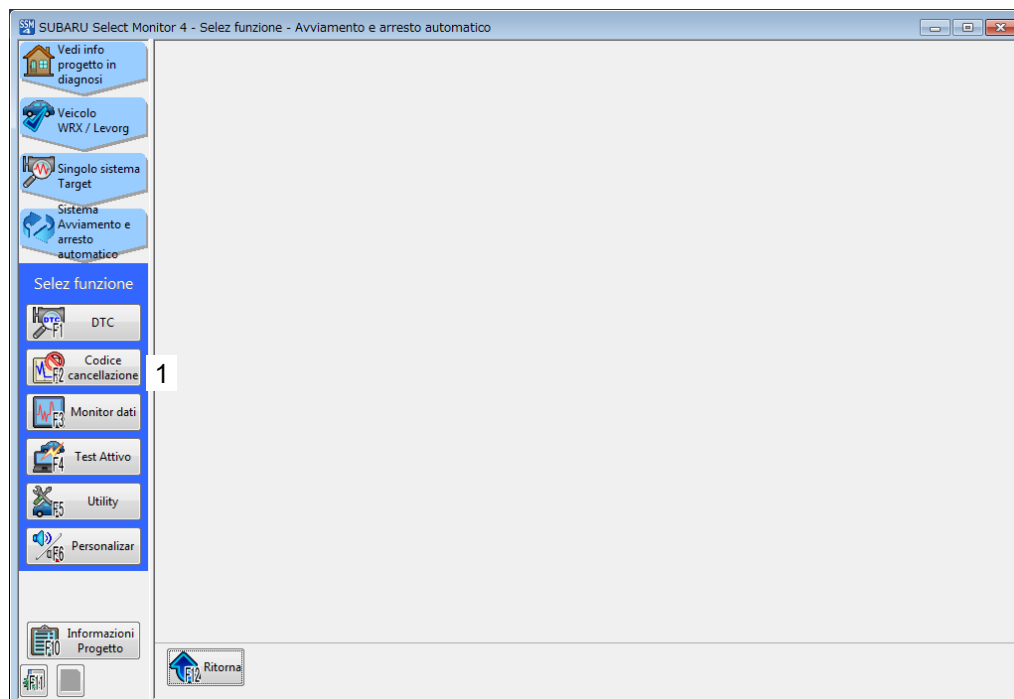 SUBARU Select Monitor 4 - Selez funzione - Avviamento e arresto automatico
Vedi info
progetto in
diagnosi
Veicolo
WRX / Levorg
Singolo sistema
Target
Sistema
Avviamento e
arresto
automatico
Selez funzione
DTC
F1
DTC
F2
Codice
cancellazione
1
F3
Monitor dati
F4
Test Attivo
F5
Utility
F6
Personalizar
F10
Informazioni
Progetto
F11
F12
Ritorna